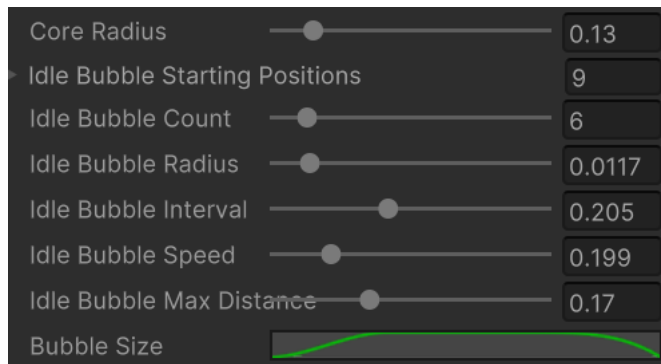 Core Radius 0.13
Idle Bubble Starting Positions 9
Idle Bubble Count 6
Idle Bubble Radius 0.0117
Idle Bubble Interval 0.205
Idle Bubble Speed 0.199
Idle Bubble Max Distance 0.17
Bubble Size